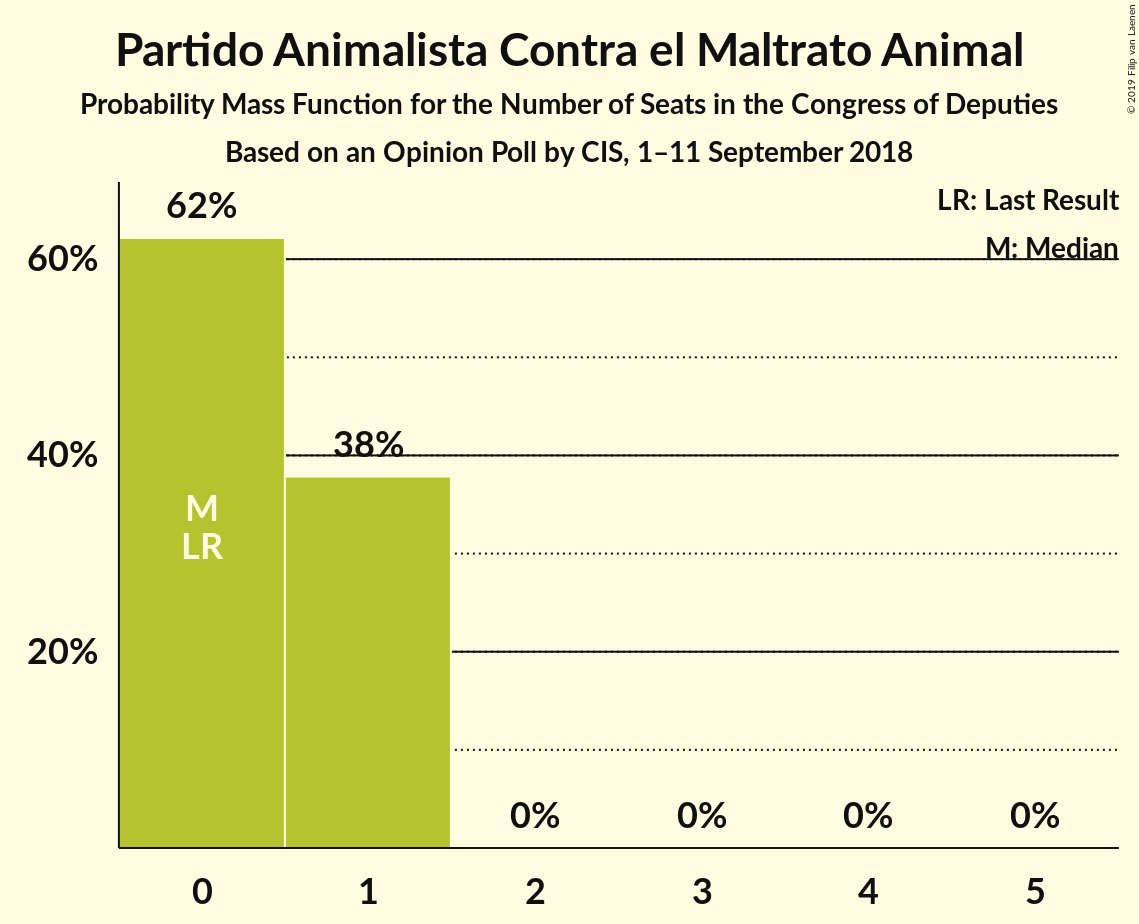 Partido Animalista Contra el Maltrato Animal
Probability Mass Function for the Number of Seats in the Congress of Deputies
Based on an Opinion Poll by CIS, 1–11 September 2018
© 2019 Filip van Laenen
LR: Last Result
M: Median
62%
60%
38%
40%
M
LR
20%
0% 0% 0% 0%
0 1 2 3 4 5